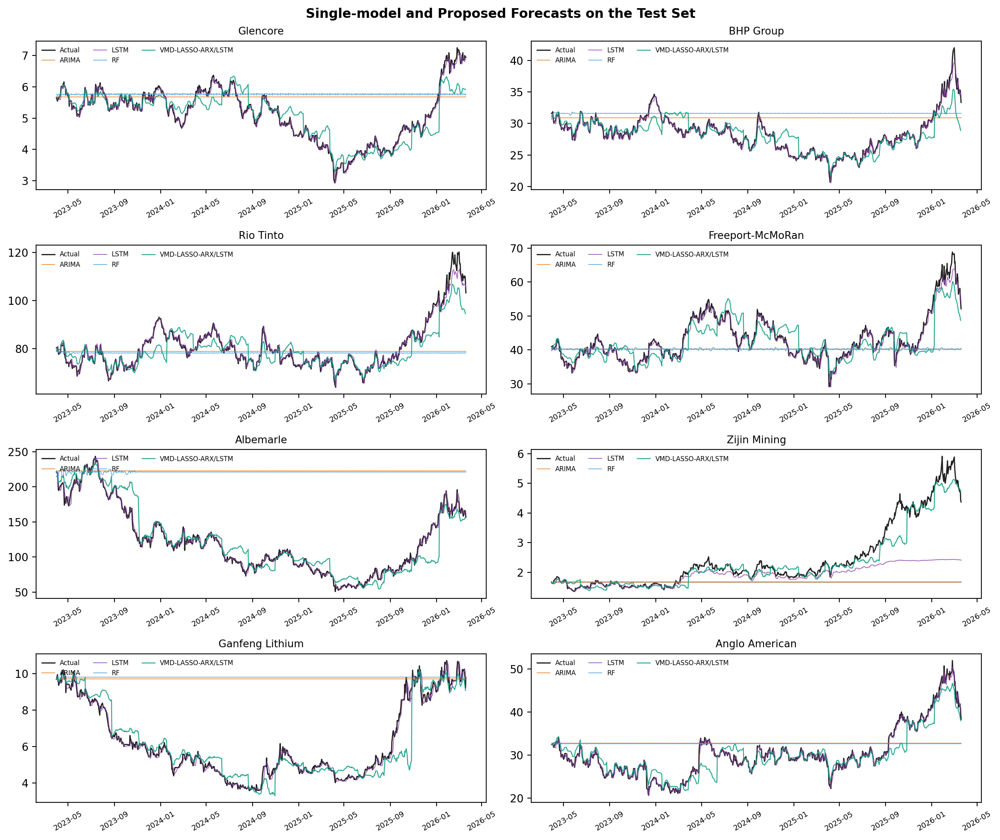 Single-model and Proposed Forecasts on the Test Set
Glencore
Actual LSTM VMD-LASSO-ARX/LSTM
ARIMA RF
7
6
5
4
3
2023-05 2023-09 2024-01 2024-05 2024-09 2025-01 2025-05 2025-09 2026-01 2026-05
BHP Group
Actual LSTM VMD-LASSO-ARX/LSTM
ARIMA RF
40
35
30
25
20
2023-05 2023-09 2024-01 2024-05 2024-09 2025-01 2025-05 2025-09 2026-01 2026-05
Rio Tinto
Actual LSTM VMD-LASSO-ARX/LSTM
ARIMA RF
120
100
80
2023-05 2023-09 2024-01 2024-05 2024-09 2025-01 2025-05 2025-09 2026-01 2026-05
Freeport-McMoRan
Actual LSTM VMD-LASSO-ARX/LSTM
ARIMA RF
70
60
50
40
30
2023-05 2023-09 2024-01 2024-05 2024-09 2025-01 2025-05 2025-09 2026-01 2026-05
Albemarle
Actual LSTM VMD-LASSO-ARX/LSTM
ARIMA RF
250
200
150
100
50
2023-05 2023-09 2024-01 2024-05 2024-09 2025-01 2025-05 2025-09 2026-01 2026-05
Zijin Mining
Actual LSTM VMD-LASSO-ARX/LSTM
ARIMA RF
6
5
4
3
2
2023-05 2023-09 2024-01 2024-05 2024-09 2025-01 2025-05 2025-09 2026-01 2026-05
Ganfeng Lithium
Actual LSTM VMD-LASSO-ARX/LSTM
ARIMA RF
10
8
6
4
2023-05 2023-09 2024-01 2024-05 2024-09 2025-01 2025-05 2025-09 2026-01 2026-05
Anglo American
Actual LSTM VMD-LASSO-ARX/LSTM
ARIMA RF
50
40
30
20
2023-05 2023-09 2024-01 2024-05 2024-09 2025-01 2025-05 2025-09 2026-01 2026-05